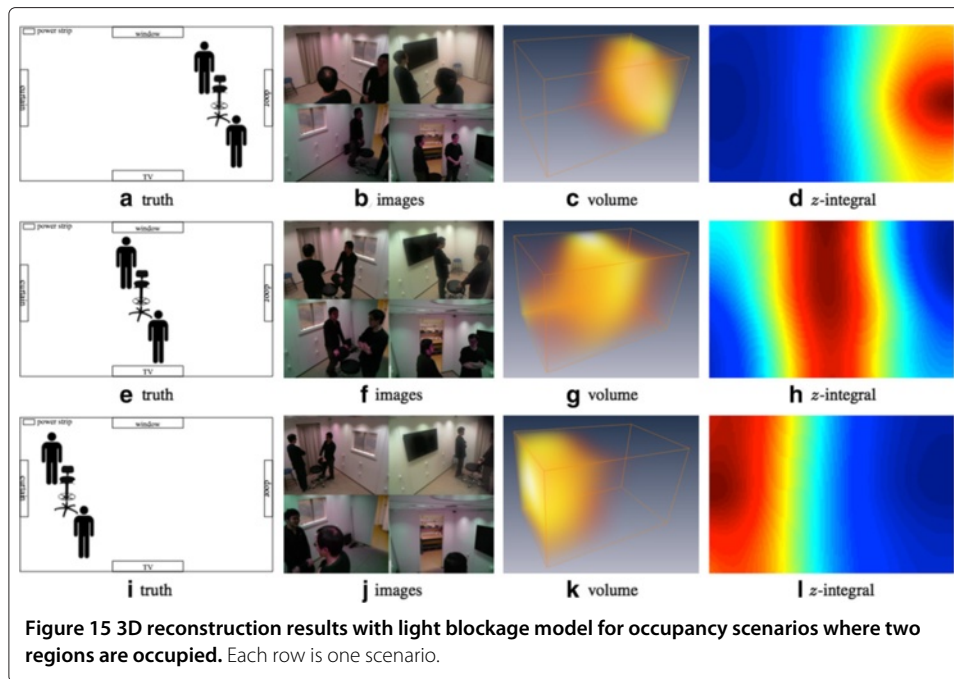 power strip
window
curtain
door
TV
a truth
b images
c volume
d z-integral
power strip
window
curtain
door
TV
e truth
f images
g volume
h z-integral
power strip
window
curtain
door
TV
i truth
j images
k volume
l z-integral
Figure 15 3D reconstruction results with light blockage model for occupancy scenarios where two
regions are occupied. Each row is one scenario.